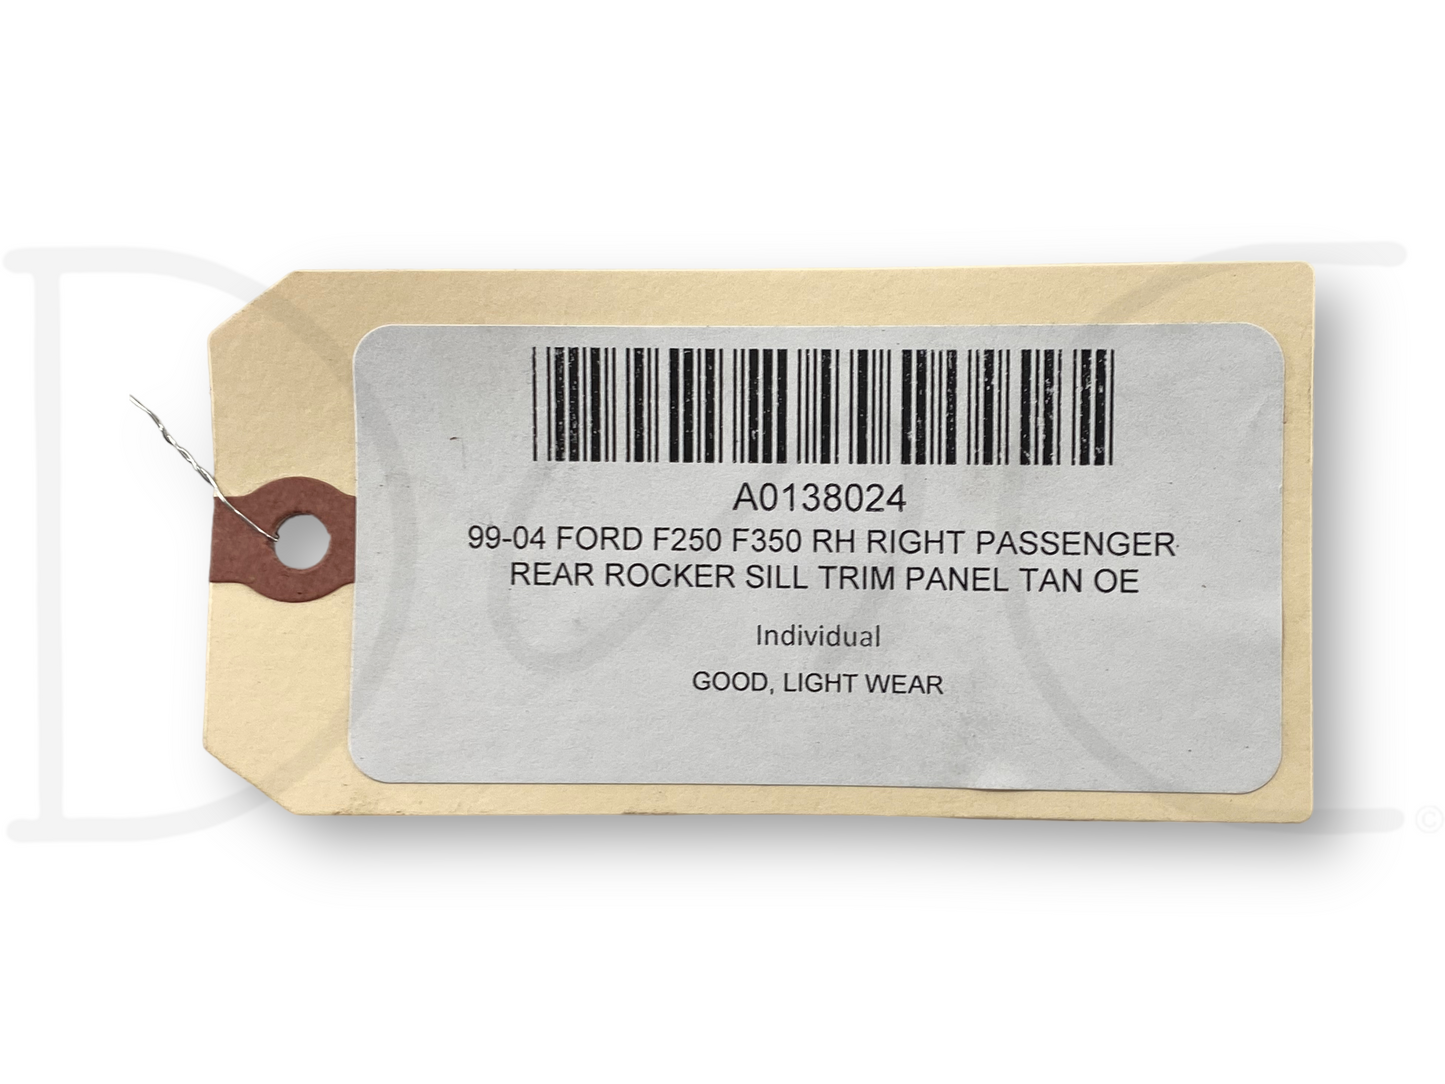 A0138024
99-04 FORD F250 F350 RH RIGHT PASSENGER
REAR ROCKER SILL TRIM PANEL TAN OE
Individual
GOOD, LIGHT WEAR
©